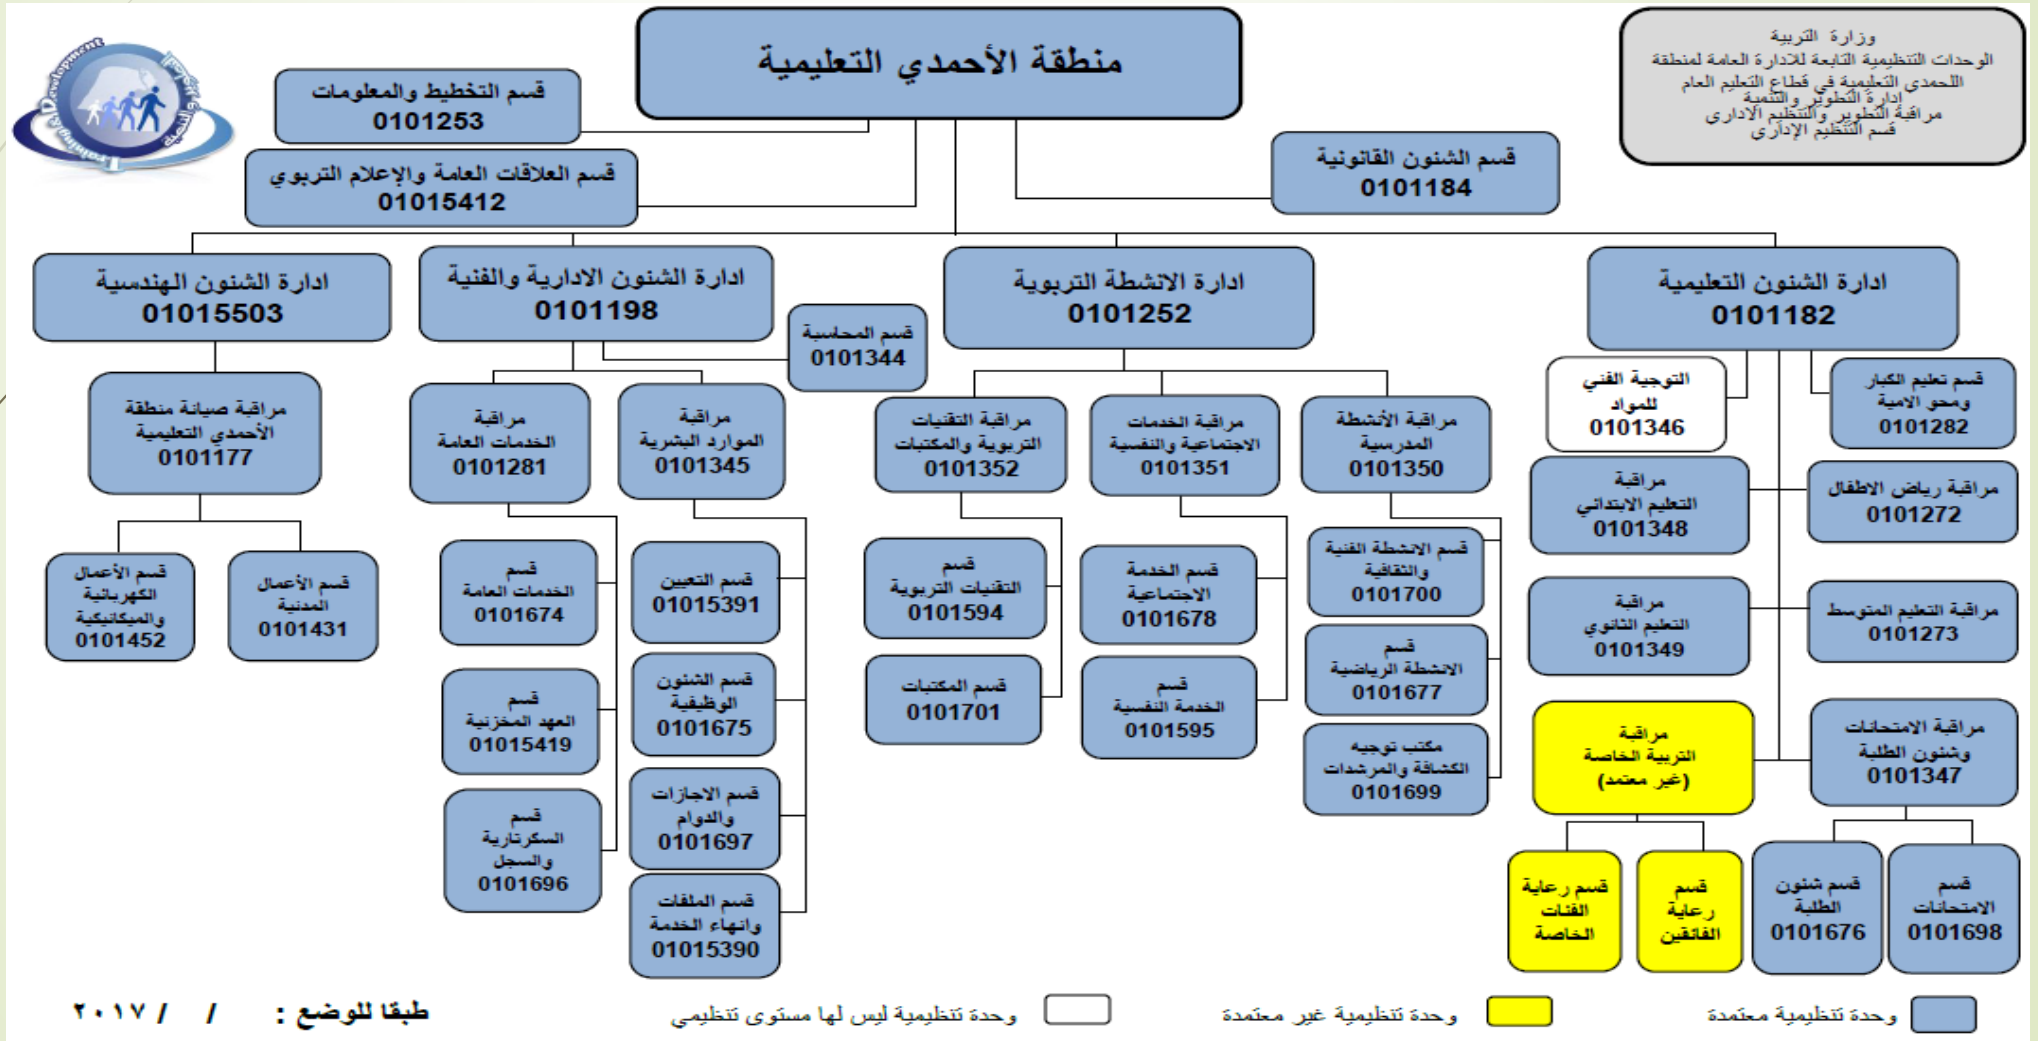 منطقة الأحمدي التعليمية
وزارة التربية
الوحدات التنظيمية التابعة للادارة العامة لمنطقة
اللحمدي التعليمية في قطاع التعليم العام
إدارة التطوير والتنمية
مراقبة التطوير والتنظيم الاداري
قسم التنظيم الإداري
Training & Development
قسم التخطيط والمعلومات
0101253
قسم العلاقات العامة والإعلام التربوي
01015412
قسم الشئون القانونية
0101184
ادارة الشئون التعليمية
0101182
ادارة الانشطة التربوية
0101252
ادارة الشئون الادارية والفنية
0101198
ادارة الشئون الهندسية
01015503
قسم تعليم الكبار
ومحو الامية
0101282
التوجية الفني
للمواد
0101346
مراقبة رياض الاطفال
0101272
مراقبة
التعليم الابتدائي
0101348
مراقبة التعليم المتوسط
0101273
مراقبة
التعليم الثانوي
0101349
مراقبة الامتحانات
وشئون الطلبة
0101347
مراقبة
التربية الخاصة
(غير معتمد)
قسم
الامتحانات
0101698
قسم شئون
الطلبة
0101676
قسم
رعاية
الفائقين
قسم رعاية
الفئات
الخاصة
مراقبة الأنشطة
المدرسية
0101350
مراقبة الخدمات
الاجتماعية والنفسية
0101351
مراقبة التقنيات
التربوية والمكتبات
0101352
قسم الانشطة الفنية
والثقافية
0101700
قسم
الانشطة الرياضية
0101677
مكتب توجيه
الكشافة والمرشدات
0101699
قسم الخدمة
الاجتماعية
0101678
قسم
الخدمة النفسية
0101595
قسم
التقنيات التربوية
0101594
قسم المكتبات
0101701
قسم المحاسبة
0101344
مراقبة
الموارد البشرية
0101345
مراقبة
الخدمات العامة
0101281
قسم التعيين
01015391
قسم الشئون
الوظيفية
0101675
قسم الاجازات
والدوام
0101697
قسم الملفات
وانهاء الخدمة
01015390
قسم
الخدمات العامة
0101674
قسم
العهد المخزنية
01015419
قسم
السكرتارية
والسجل
0101696
مراقبة صيانة منطقة
الأحمدي التعليمية
0101177
قسم الأعمال
المدنية
0101431
قسم الأعمال
الكهربائية
والميكانيكية
0101452
وحدة تنظيمية معتمدة
وحدة تنظيمية غير معتمدة
وحدة تنظيمية ليس لها مستوى تنظيمي
طبقا للوضع : / / ٢٠١٧